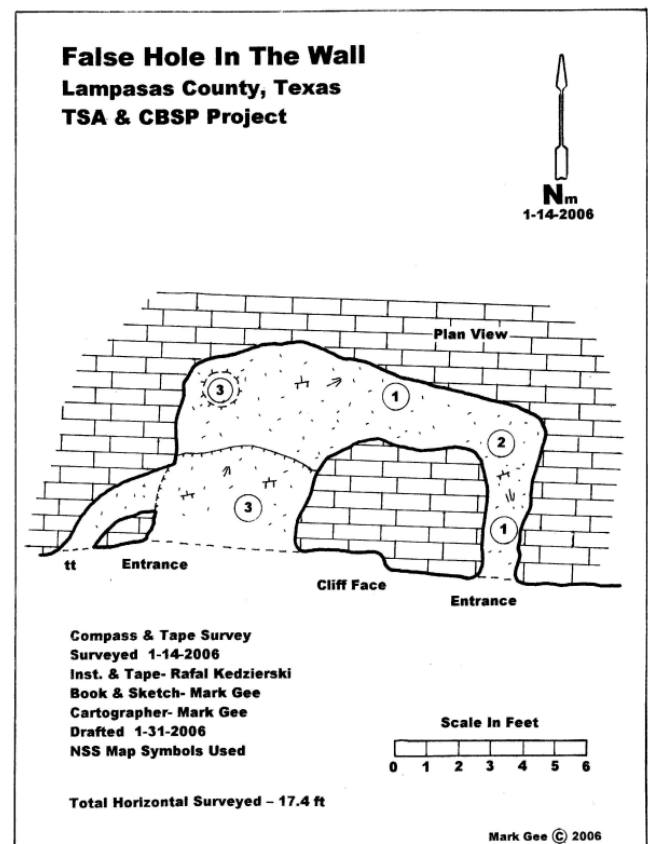 False Hole In The Wall
Lampasas County, Texas
TSA & CBSP Project
Nm
1-14-2006
Plan View
3
1
2
3
1
tt
Entrance
Cliff Face
Entrance
Compass & Tape Survey
Surveyed 1-14-2006
Inst. & Tape- Rafal Kedzierski
Book & Sketch- Mark Gee
Cartographer- Mark Gee
Drafted 1-31-2006
NSS Map Symbols Used
Scale In Feet
0 1 2 3 4 5 6
Total Horizontal Surveyed – 17.4 ft
Mark Gee © 2006